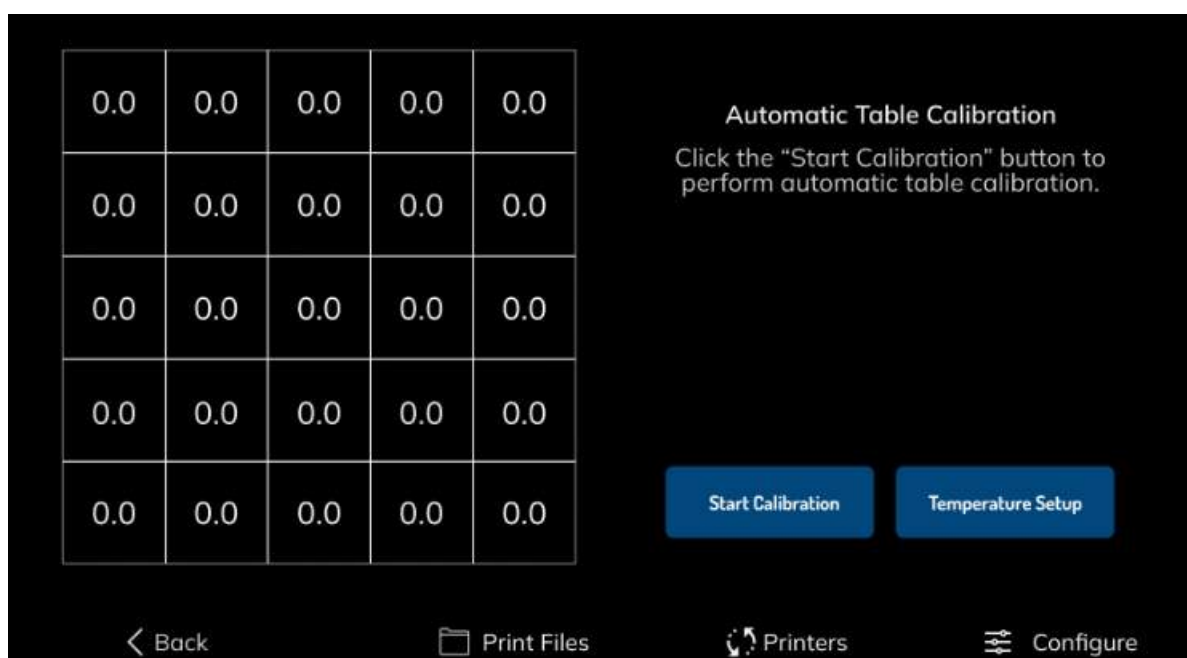 0.0 0.0 0.0 0.0 0.0
0.0 0.0 0.0 0.0 0.0
0.0 0.0 0.0 0.0 0.0
0.0 0.0 0.0 0.0 0.0
0.0 0.0 0.0 0.0 0.0
Automatic Table Calibration
Click the “Start Calibration” button to
perform automatic table calibration.
Start Calibration
Temperature Setup
Back
Print Files
Printers
Configure